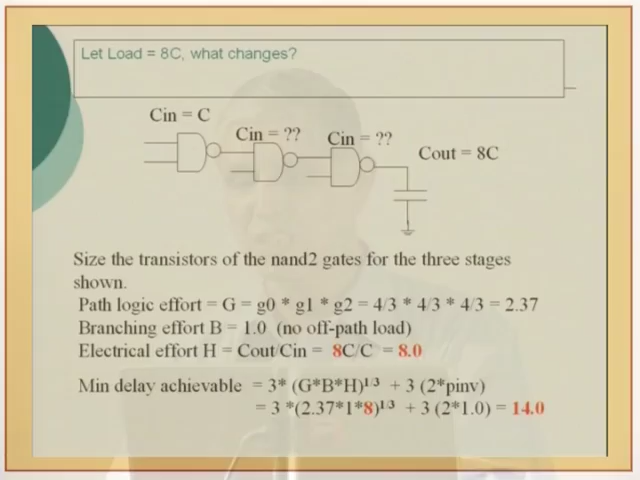 Let Load = 8C, what changes?
Cin = C
Cin = ??
Cin = ??
Cout = 8C
Size the transistors of the nand2 gates for the three stages
shown.
Path logic effort = G = g0 * g1 * g2 = 4/3 * 4/3 * 4/3 = 2.37
Branching effort B = 1.0 (no off-path load)
Electrical effort H = Cout/Cin = 8C/C = 8.0
Min delay achievable = 3* (G*B*H)1/3 + 3 (2*pinv)
= 3 *(2.37*1*8)1/3 + 3 (2*1.0) = 14.0